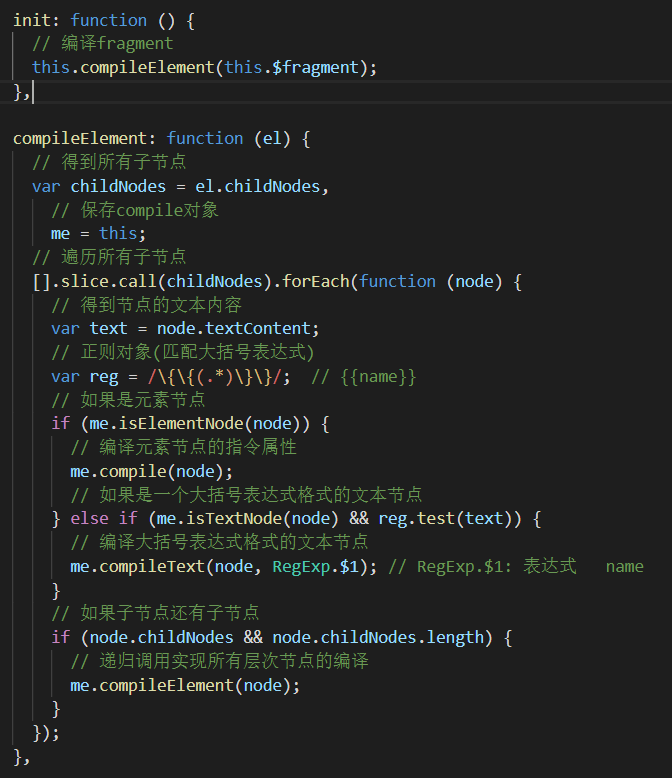 init: function () {
// 编译fragment
this.compileElement(this.$fragment);
},
compileElement: function (el) {
// 得到所有子节点
var childNodes = el.childNodes,
// 保存compile对象
me = this;
// 遍历所有子节点
[].slice.call(childNodes).forEach(function (node) {
// 得到节点的文本内容
var text = node.textContent;
// 正则对象(匹配大括号表达式)
var reg = /\{\{(.*)\}\}/;  // {{name}}
// 如果是元素节点
if (me.isElementNode(node)) {
// 编译元素节点的指令属性
me.compile(node);
// 如果是一个大括号表达式格式的文本节点
} else if (me.isTextNode(node) && reg.test(text)) {
// 编译大括号表达式格式的文本节点
me.compileText(node, RegExp.$1); // RegExp.$1: 表达式   name
}
// 如果子节点还有子节点
if (node.childNodes && node.childNodes.length) {
// 递归调用实现所有层次节点的编译
me.compileElement(node);
}
});
},